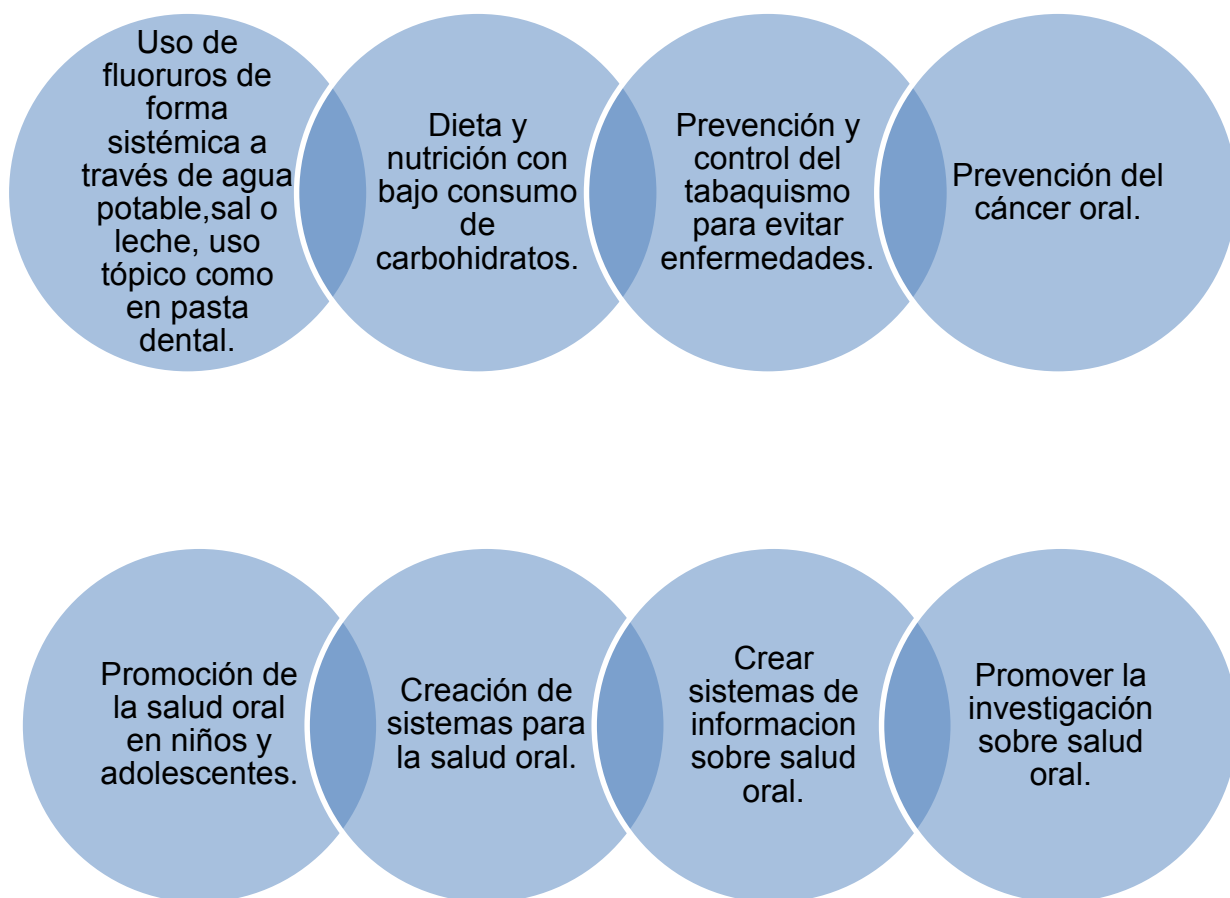 Uso de
fluoruros de
forma
sistémica a
través de agua
potable,sal o
leche, uso
tópico como
en pasta
dental.
Dieta y
nutrición con
bajo consumo
de
carbohidratos.
Prevención y
control del
tabaquismo
para evitar
enfermedades.
Prevención del
cáncer oral.
Promoción de
la salud oral
en niños y
adolescentes.
Creación de
sistemas para
la salud oral.
Crear
sistemas de
informacion
sobre salud
oral.
Promover la
investigación
sobre salud
oral.